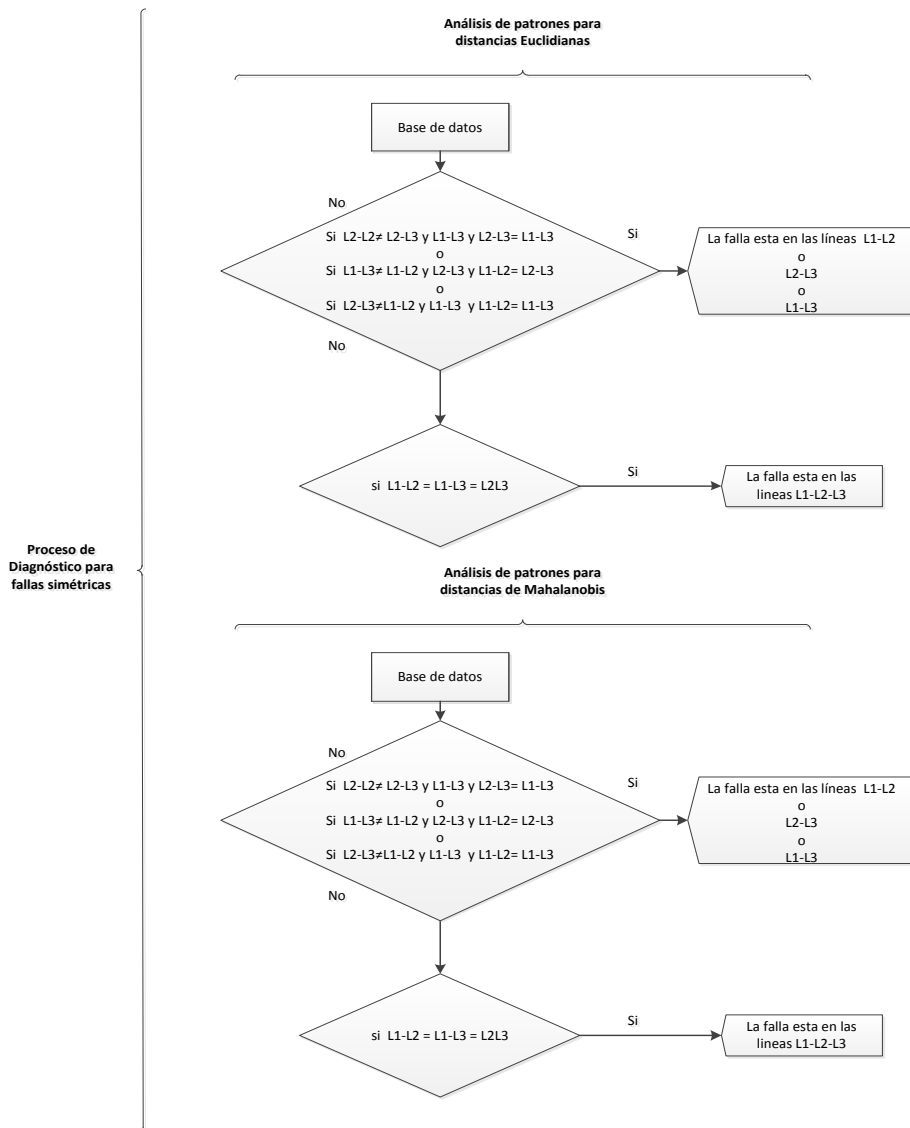 Análisis de patrones para
distancias Euclidianas
Base de datos
No
Si L2-L2≠ L2-L3 y L1-L3 y L2-L3= L1-L3
o
Si L1-L3≠ L1-L2 y L2-L3 y L1-L2= L2-L3
o
Si L2-L3≠L1-L2 y L1-L3 y L1-L2= L1-L3
No
Si
La falla esta en las líneas L1-L2
o
L2-L3
o
L1-L3
si L1-L2 = L1-L3 = L2L3
Si
La falla esta en las
lineas L1-L2-L3
Proceso de
Diagnóstico para
fallas simétricas
Análisis de patrones para
distancias de Mahalanobis
Base de datos
No
Si L2-L2≠ L2-L3 y L1-L3 y L2-L3= L1-L3
o
Si L1-L3≠ L1-L2 y L2-L3 y L1-L2= L2-L3
o
Si L2-L3≠L1-L2 y L1-L3 y L1-L2= L1-L3
No
Si
La falla esta en las líneas L1-L2
o
L2-L3
o
L1-L3
si L1-L2 = L1-L3 = L2L3
Si
La falla esta en las
lineas L1-L2-L3